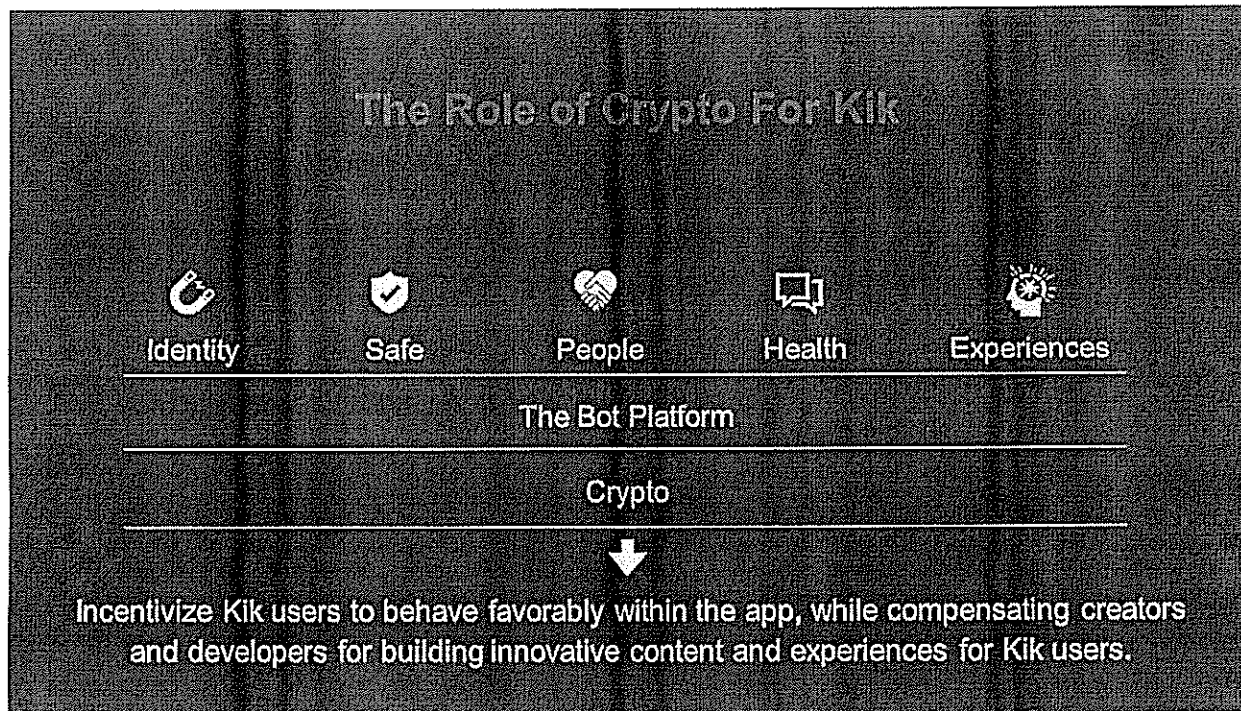 The Role of Crypto For Kik
Identity Safe People Health Experiences
The Bot Platform
Crypto
Incentivize Kik users to behave favorably within the app, while compensating creators
and developers for building innovative content and experiences for Kik users.